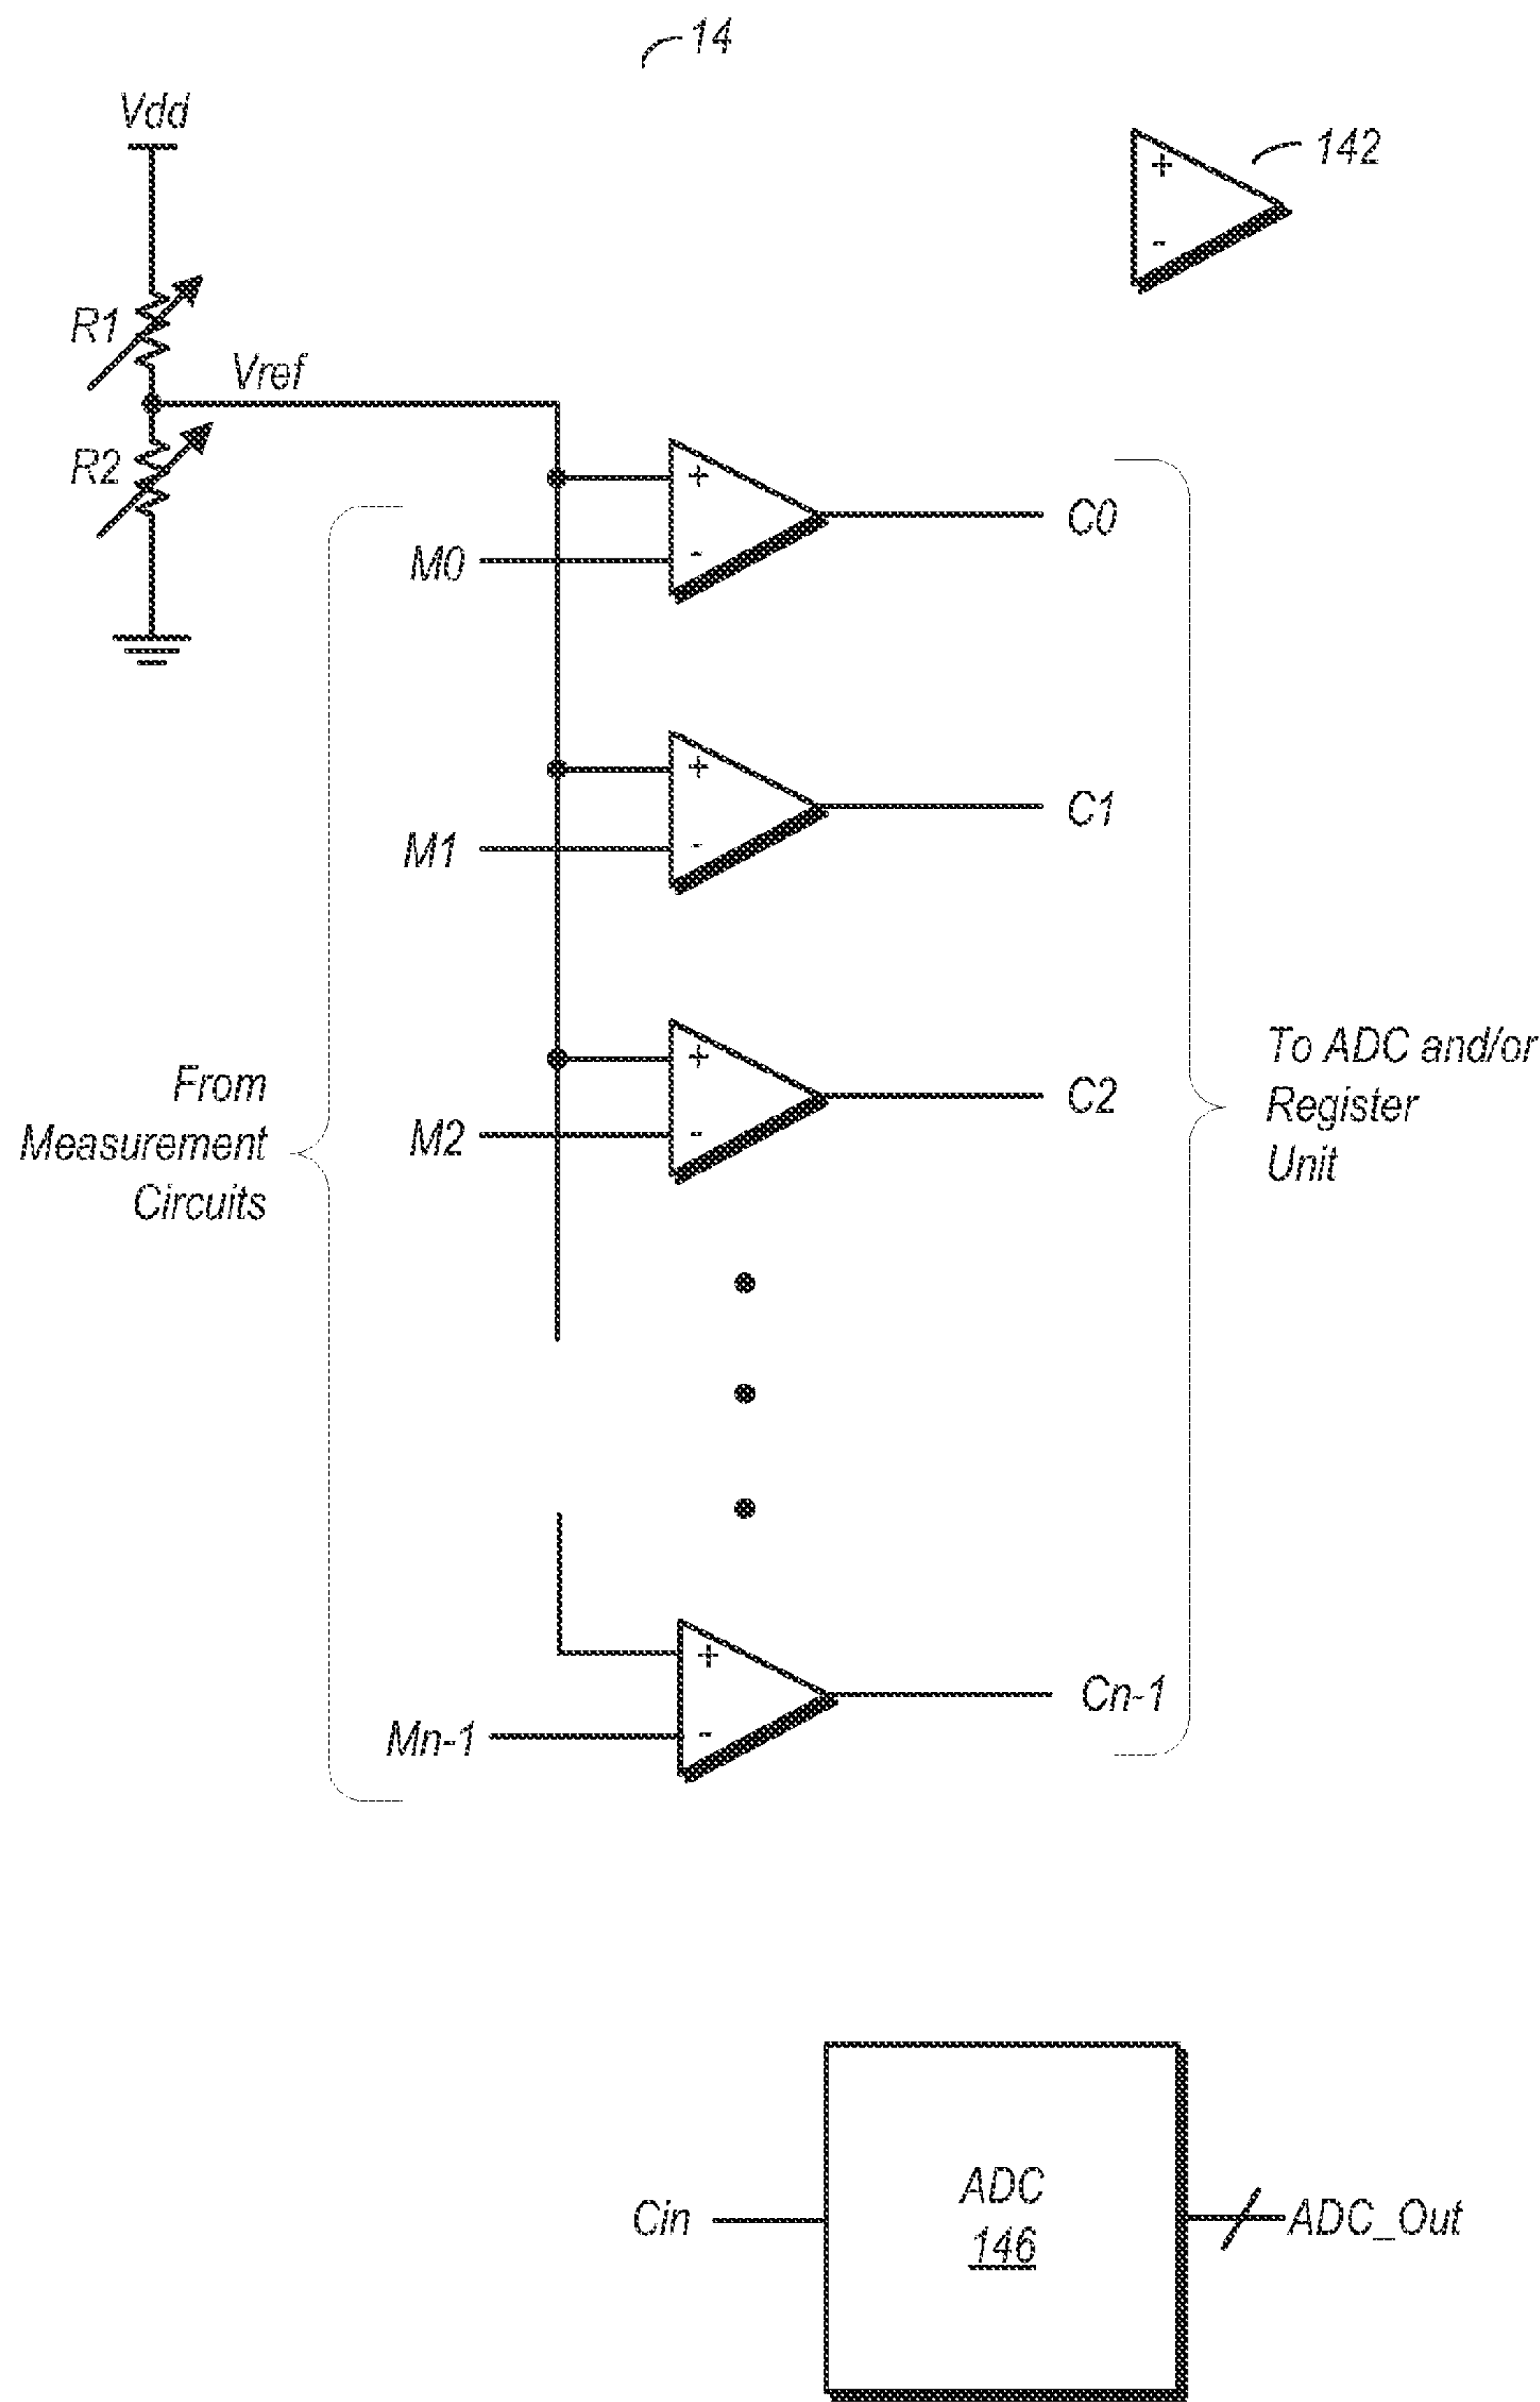 14
Vdd
142
+
-
R1
Vref
R2
+
-
M0
C0
+
-
M1
C1
+
-
M2
C2
From
Measurement
Circuits
To ADC and/or
Register
Unit
+
-
Mn-1
Cn-1
Cin
ADC
146
ADC_Out